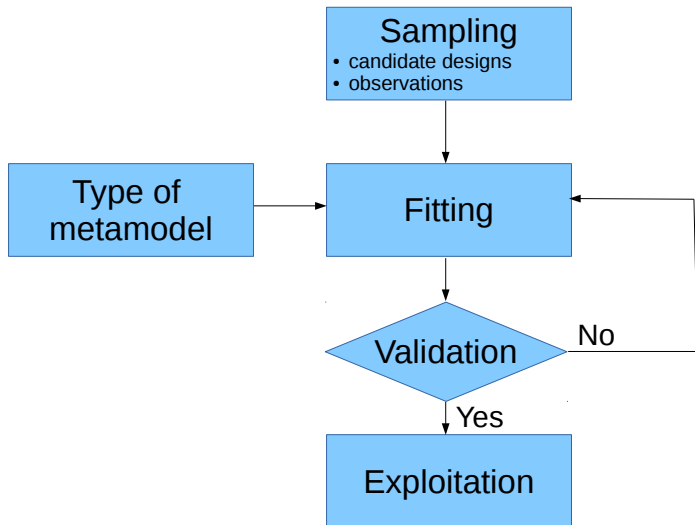 Sampling
• candidate designs
• observations
Type of
metamodel
Fitting
Validation
No
Yes
Exploitation